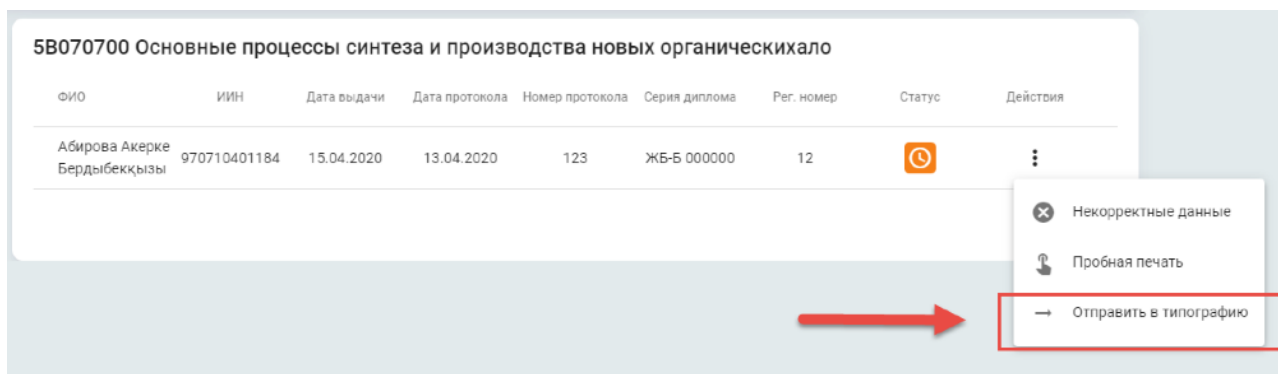 5B070700 Основные процессы синтеза и производства новых органическихало
ФИО ИИН Дата выдачи Дата протокола Номер протокола Серия диплома Рег. номер Статус Действия
Абирова Акерке
Бердыбекқызы 970710401184 15.04.2020 13.04.2020 123 ЖБ-Б 000000 12
Некорректные данные
Пробная печать
Отправить в типографию